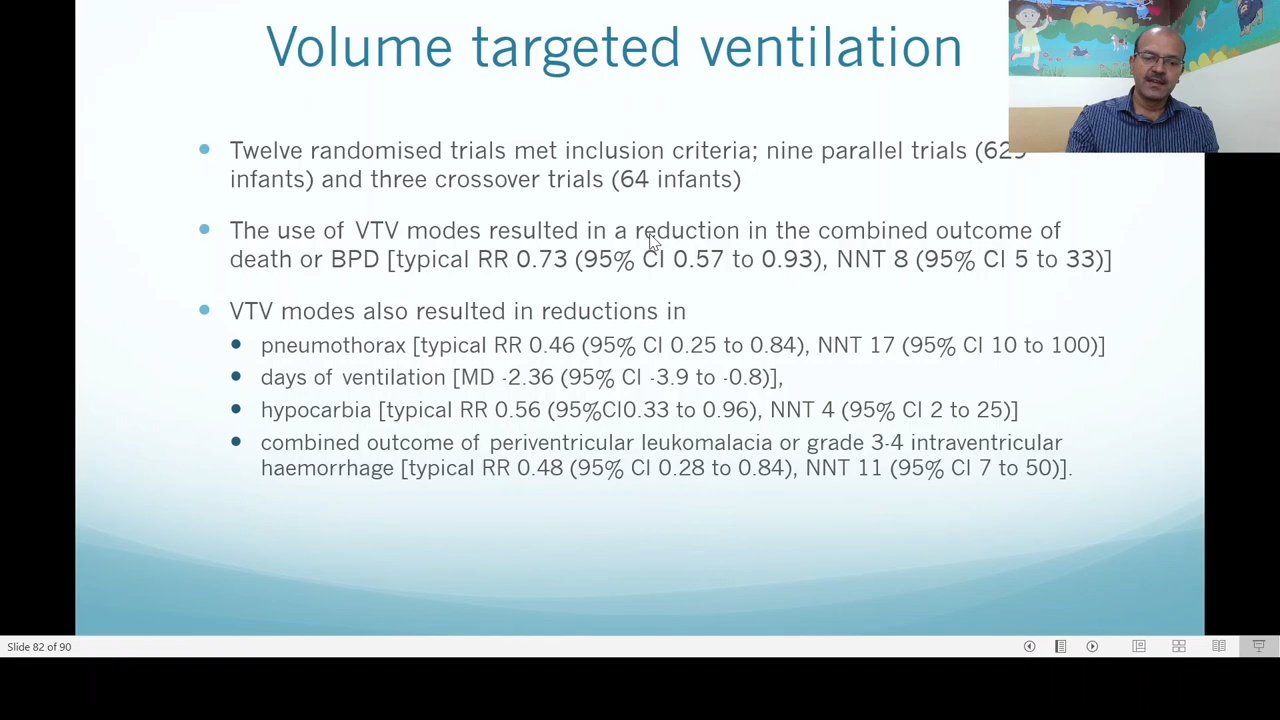 Volume targeted ventilation
Twelve randomised trials met inclusion criteria; nine parallel trials (629
infants) and three crossover trials (64 infants)
The use of VTV modes resulted in a reduction in the combined outcome of
death or BPD [typical RR 0.73 (95% CI 0.57 to 0.93), NNT 8 (95% CI 5 to 33)]
VTV modes also resulted in reductions in
pneumothorax [typical RR 0.46 (95% CI 0.25 to 0.84), NNT 17 (95% CI 10 to 100)]
days of ventilation [MD -2.36 (95% CI -3.9 to -0.8)],
hypocarbia [typical RR 0.56 (95%CI0.33 to 0.96), NNT 4 (95% CI 2 to 25)]
combined outcome of periventricular leukomalacia or grade 3-4 intraventricular
haemorrhage [typical RR 0.48 (95% CI 0.28 to 0.84), NNT 11 (95% CI 7 to 50)].
Slide 82 of 90